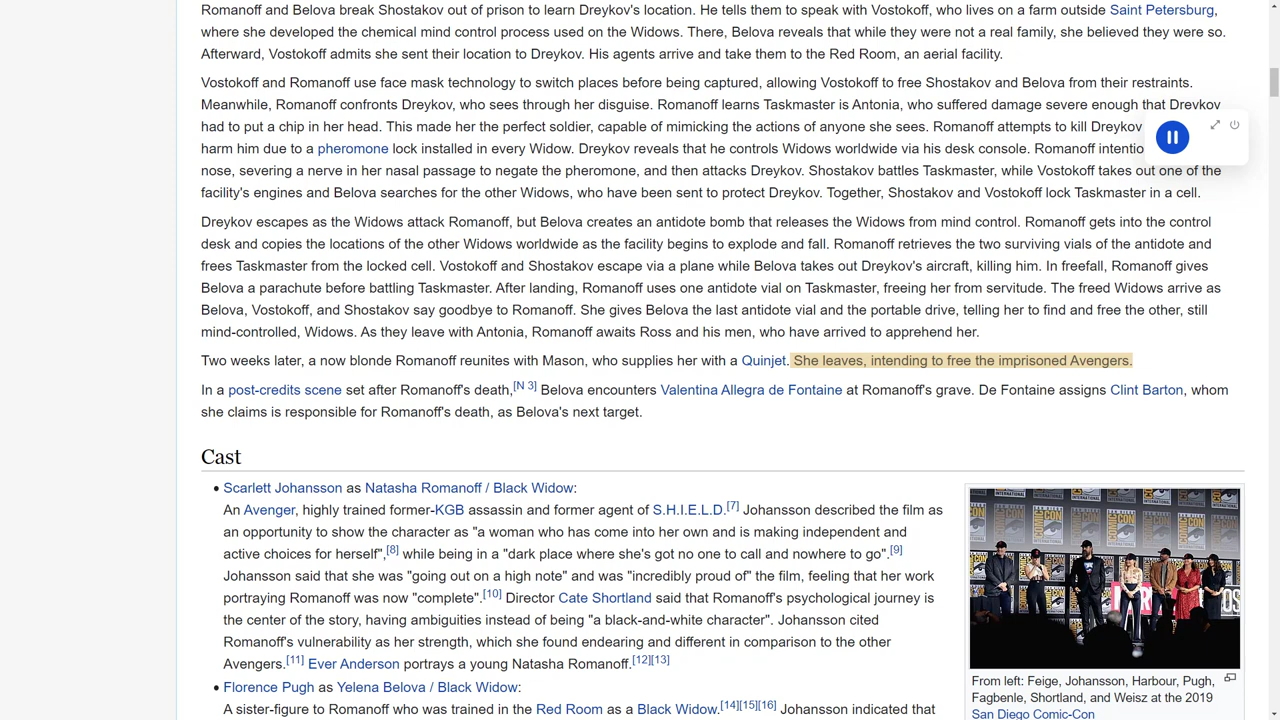 Romanoff and Belova break Shostakov out of prison to learn Dreykov's location. He tells them to speak with Vostokoff, who lives on a farm outside Saint Petersburg,
where she developed the chemical mind control process used on the Widows. There, Belova reveals that while they were not a real family, she believed they were so.
Afterward, Vostokoff admits she sent their location to Dreykov. His agents arrive and take them to the Red Room, an aerial facility.
Vostokoff and Romanoff use face mask technology to switch places before being captured, allowing Vostokoff to free Shostakov and Belova from their restraints.
Meanwhile, Romanoff confronts Dreykov, who sees through her disguise. Romanoff learns Taskmaster is Antonia, who suffered damage severe enough that Dreykov
had to put a chip in her head. This made her the perfect soldier, capable of mimicking the actions of anyone she sees. Romanoff attempts to kill Dreykov
harm him due to a pheromone lock installed in every Widow. Dreykov reveals that he controls Widows worldwide via his desk console. Romanoff intentio
nose, severing a nerve in her nasal passage to negate the pheromone, and then attacks Dreykov. Shostakov battles Taskmaster, while Vostokoff takes out one of the
facility's engines and Belova searches for the other Widows, who have been sent to protect Dreykov. Together, Shostakov and Vostokoff lock Taskmaster in a cell.
Dreykov escapes as the Widows attack Romanoff, but Belova creates an antidote bomb that releases the Widows from mind control. Romanoff gets into the control
desk and copies the locations of the other Widows worldwide as the facility begins to explode and fall. Romanoff retrieves the two surviving vials of the antidote and
frees Taskmaster from the locked cell. Vostokoff and Shostakov escape via a plane while Belova takes out Dreykov's aircraft, killing him. In freefall, Romanoff gives
Belova a parachute before battling Taskmaster. After landing, Romanoff uses one antidote vial on Taskmaster, freeing her from servitude. The freed Widows arrive as
Belova, Vostokoff, and Shostakov say goodbye to Romanoff. She gives Belova the last antidote vial and the portable drive, telling her to find and free the other, still
mind-controlled, Widows. As they leave with Antonia, Romanoff awaits Ross and his men, who have arrived to apprehend her.
Two weeks later, a now blonde Romanoff reunites with Mason, who supplies her with a Quinjet. She leaves, intending to free the imprisoned Avengers.
In a post-credits scene set after Romanoff's death,[N 3] Belova encounters Valentina Allegra de Fontaine at Romanoff's grave. De Fontaine assigns Clint Barton, whom
she claims is responsible for Romanoff's death, as Belova's next target.
Cast
• Scarlett Johansson as Natasha Romanoff / Black Widow:
An Avenger, highly trained former-KGB assassin and former agent of S.H.I.E.L.D.[7] Johansson described the film as
an opportunity to show the character as "a woman who has come into her own and is making independent and
active choices for herself",[8] while being in a "dark place where she's got no one to call and nowhere to go".[9]
Johansson said that she was "going out on a high note" and was "incredibly proud of" the film, feeling that her work
portraying Romanoff was now "complete".[10] Director Cate Shortland said that Romanoff's psychological journey is
the center of the story, having ambiguities instead of being "a black-and-white character". Johansson cited
Romanoff's vulnerability as her strength, which she found endearing and different in comparison to the other
Avengers.[11] Ever Anderson portrays a young Natasha Romanoff.[12][13]
• Florence Pugh as Yelena Belova / Black Widow:
A sister-figure to Romanoff who was trained in the Red Room as a Black Widow.[14][15][16] Johansson indicated that
From left: Feige, Johansson, Harbour, Pugh,
Fagbenle, Shortland, and Weisz at the 2019
San Diego Comic-Con